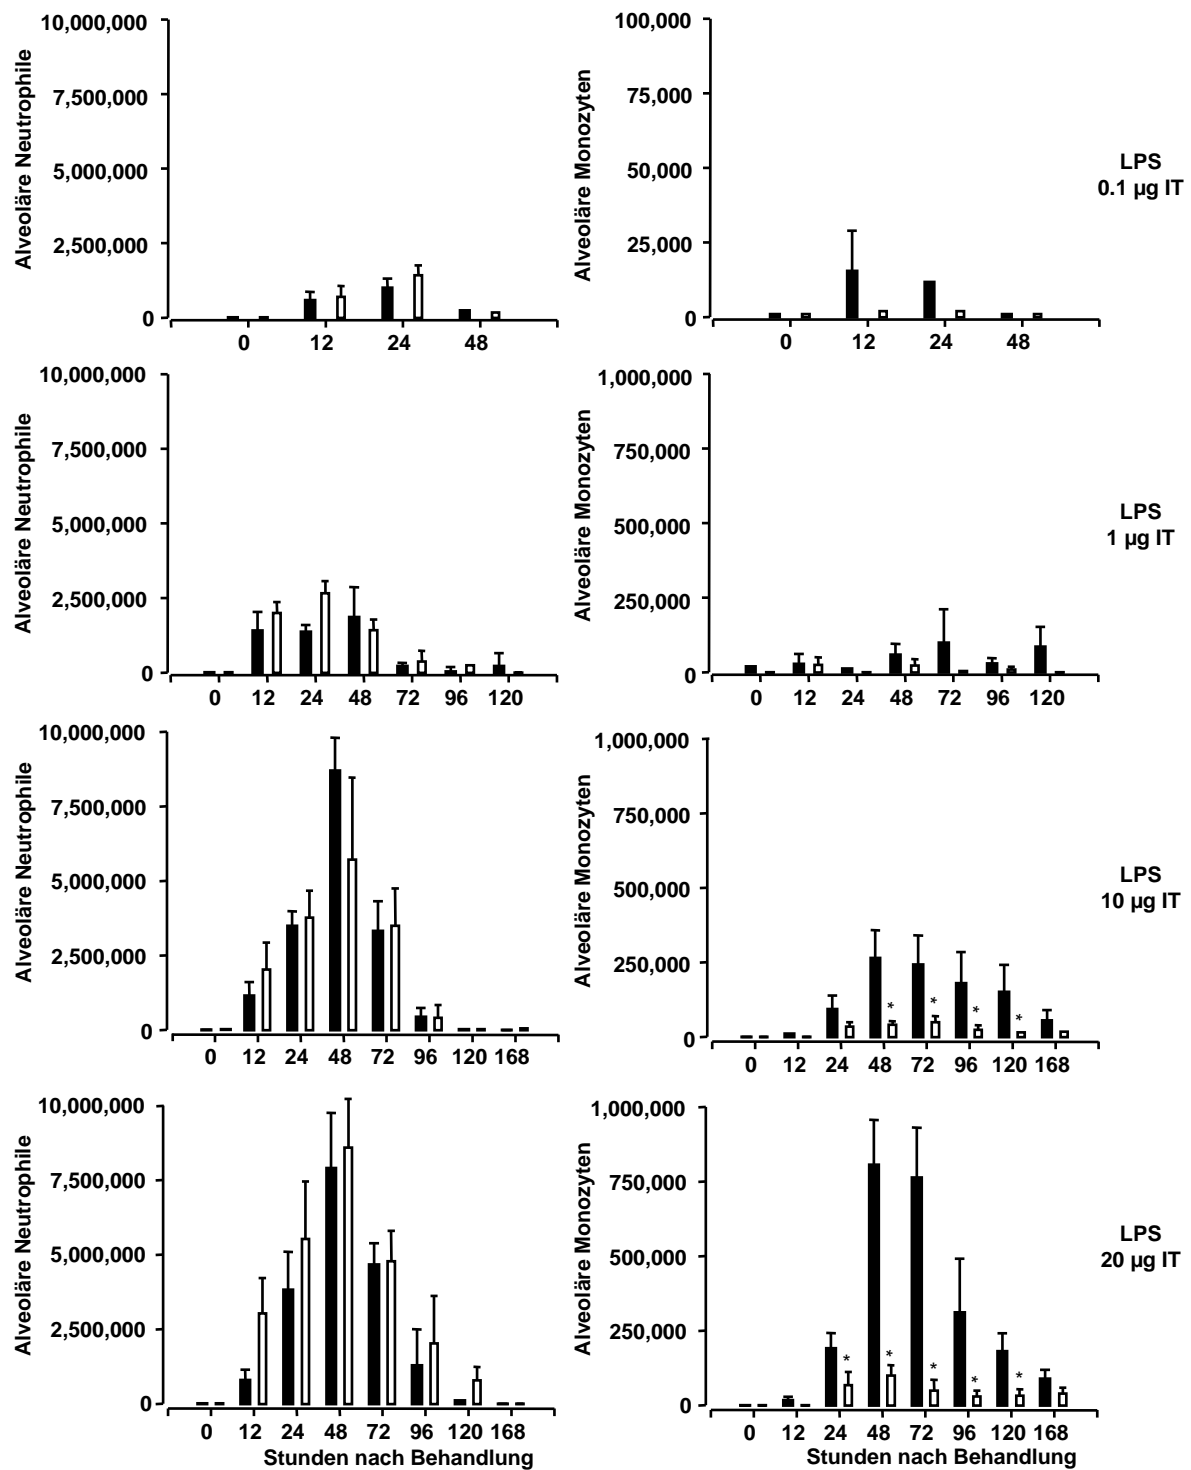 10,000,000
7,500,000
5,000,000
2,500,000
0
Alveoläre Neutrophile
0 12 24 48
100,000
75,000
50,000
25,000
0
Alveoläre Monozyten
0 12 24 48
LPS
0.1 µg IT
10,000,000
7,500,000
5,000,000
2,500,000
0
Alveoläre Neutrophile
0 12 24 48 72 96 120
1,000,000
750,000
500,000
250,000
0
Alveoläre Monozyten
0 12 24 48 72 96 120
LPS
1 µg IT
10,000,000
7,500,000
5,000,000
2,500,000
0
Alveoläre Neutrophile
0 12 24 48 72 96 120 168
1,000,000
750,000
500,000
250,000
0
Alveoläre Monozyten
* * * *
0 12 24 48 72 96 120 168
LPS
10 µg IT
10,000,000
7,500,000
5,000,000
2,500,000
0
Alveoläre Neutrophile
0 12 24 48 72 96 120 168
Stunden nach Behandlung
1,000,000
750,000
500,000
250,000
0
Alveoläre Monozyten
* * * * *
0 12 24 48 72 96 120 168
Stunden nach Behandlung
LPS
20 µg IT